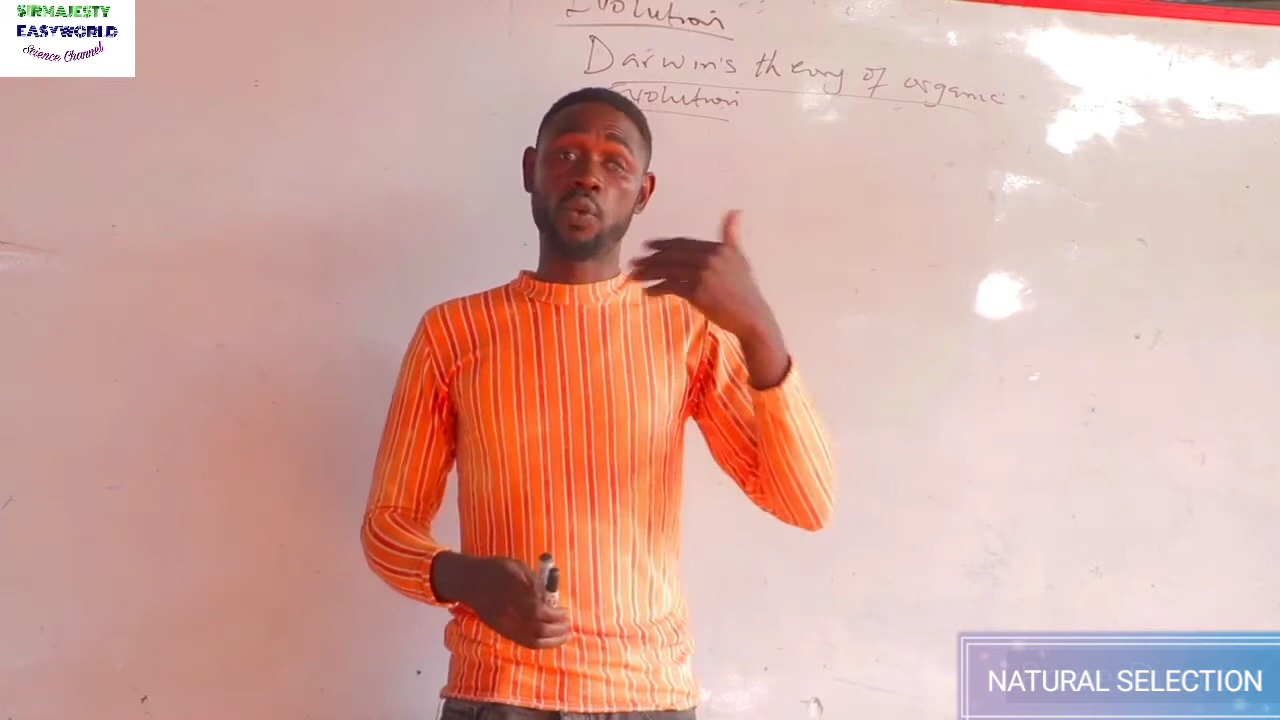 SIRMAJESTY
EASYWORLD
Science Channel
Evolution
Darwin's theory of organic
Evolution
NATURAL SELECTION